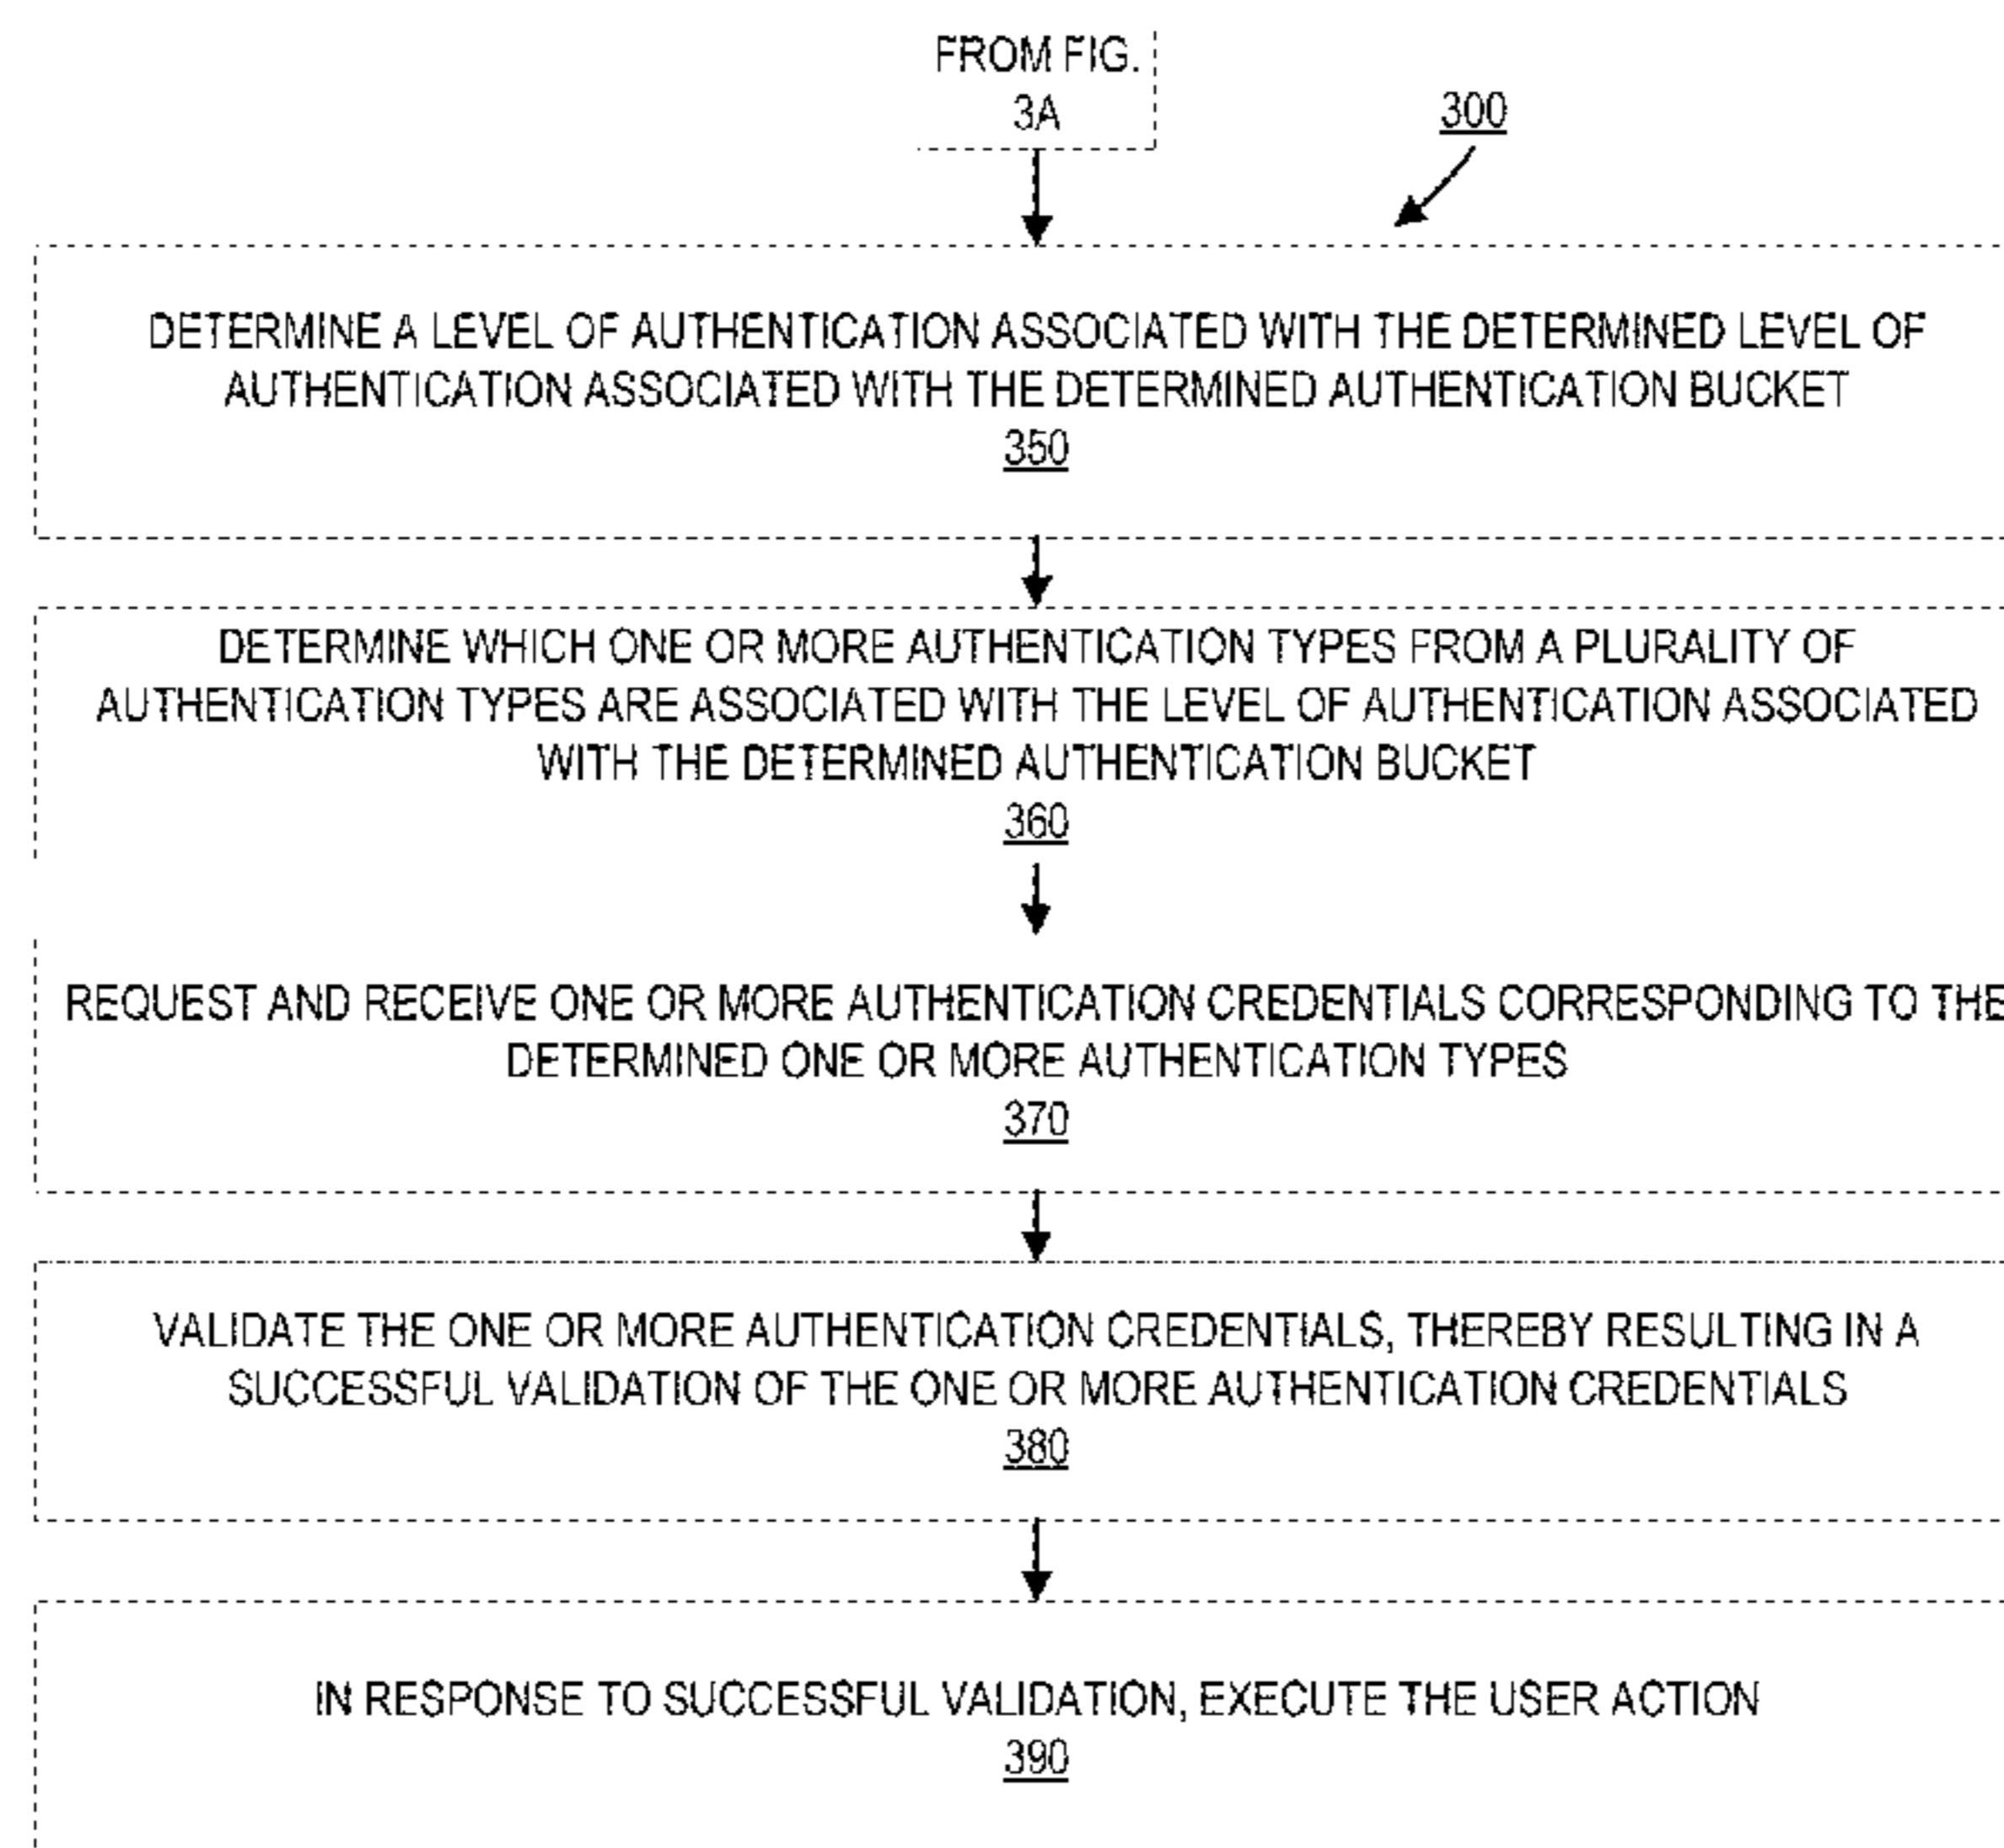 FROM FIG.
3A
300
DETERMINE A LEVEL OF AUTHENTICATION ASSOCIATED WITH THE DETERMINED LEVEL OF
AUTHENTICATION ASSOCIATED WITH THE DETERMINED AUTHENTICATION BUCKET
350
DETERMINE WHICH ONE OR MORE AUTHENTICATION TYPES FROM A PLURALITY OF
AUTHENTICATION TYPES ARE ASSOCIATED WITH THE LEVEL OF AUTHENTICATION ASSOCIATED
WITH THE DETERMINED AUTHENTICATION BUCKET
360
REQUEST AND RECEIVE ONE OR MORE AUTHENTICATION CREDENTIALS CORRESPONDING TO THE
DETERMINED ONE OR MORE AUTHENTICATION TYPES
370
VALIDATE THE ONE OR MORE AUTHENTICATION CREDENTIALS, THEREBY RESULTING IN A
SUCCESSFUL VALIDATION OF THE ONE OR MORE AUTHENTICATION CREDENTIALS
380
IN RESPONSE TO SUCCESSFUL VALIDATION, EXECUTE THE USER ACTION
390